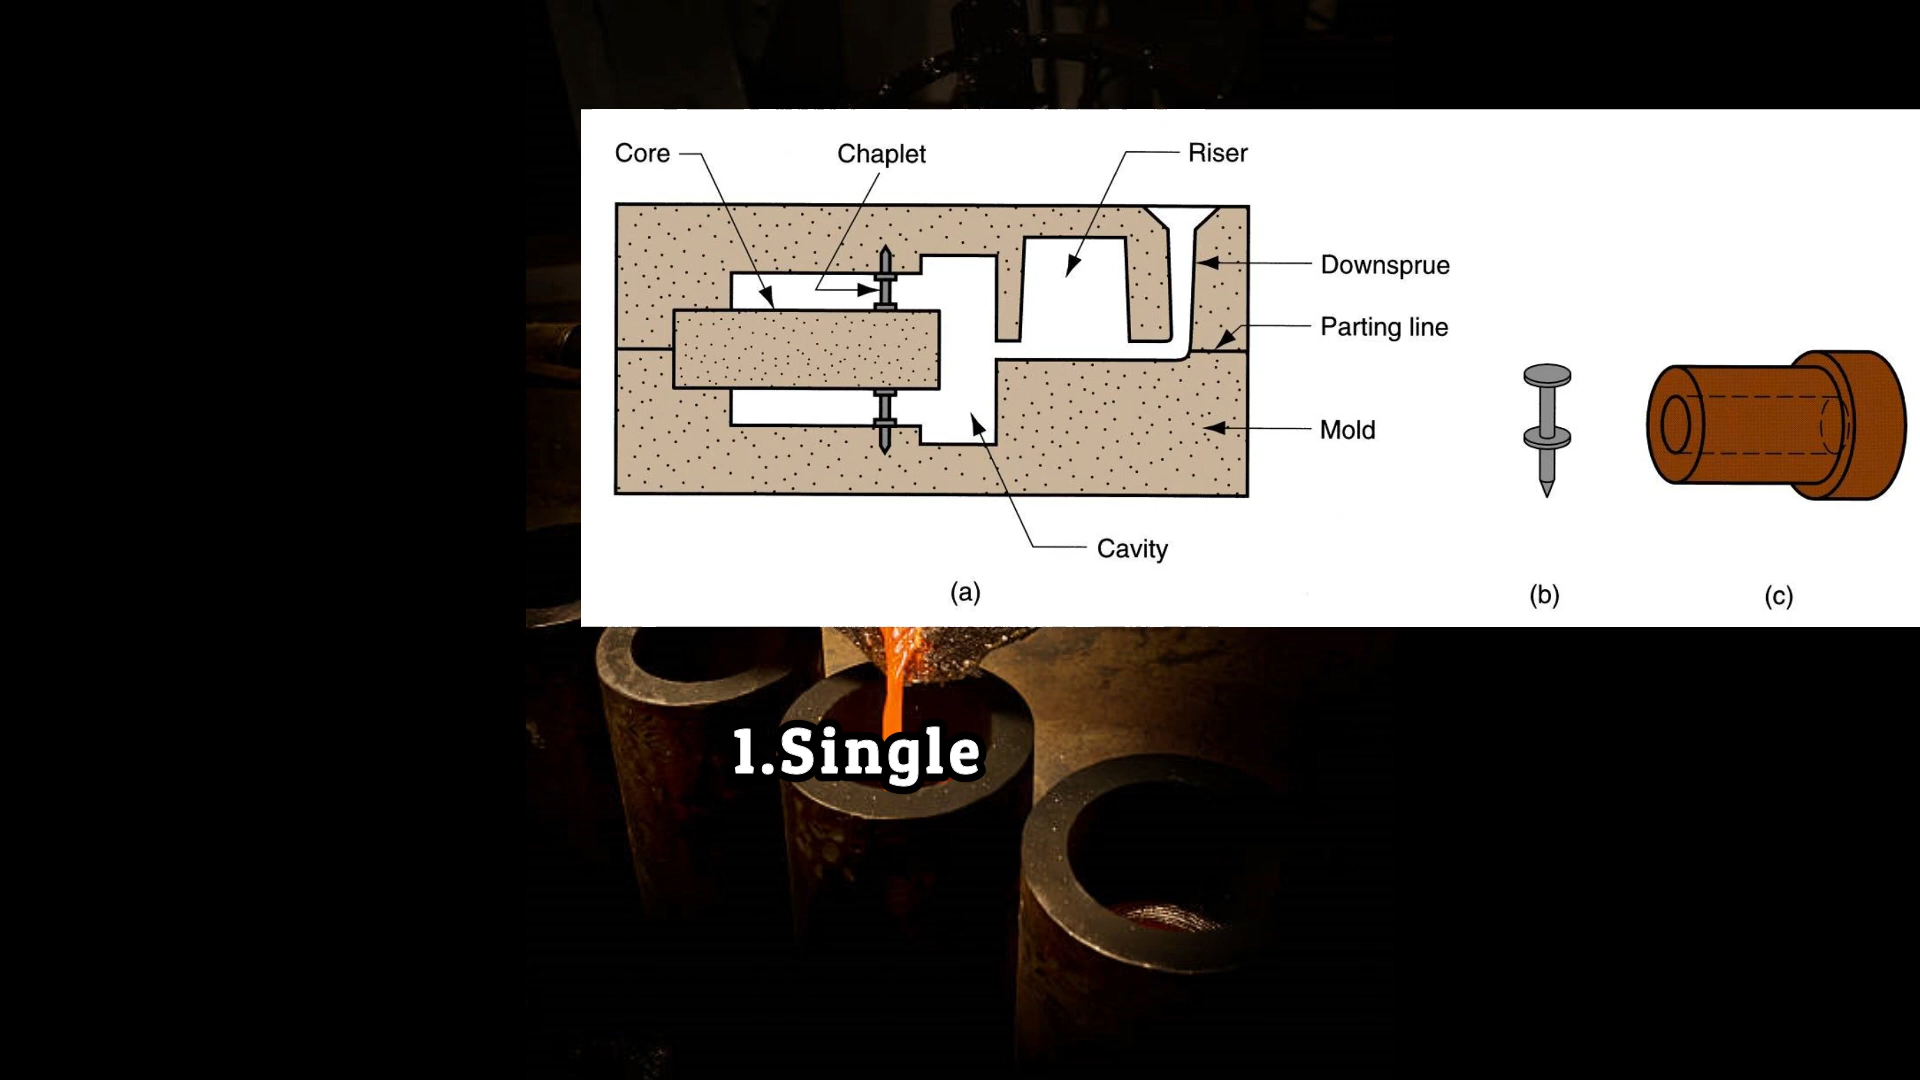 Core
Chaplet
Riser
Downsprue
Parting line
Mold
Cavity
(a)
(b)
(c)
1.Single